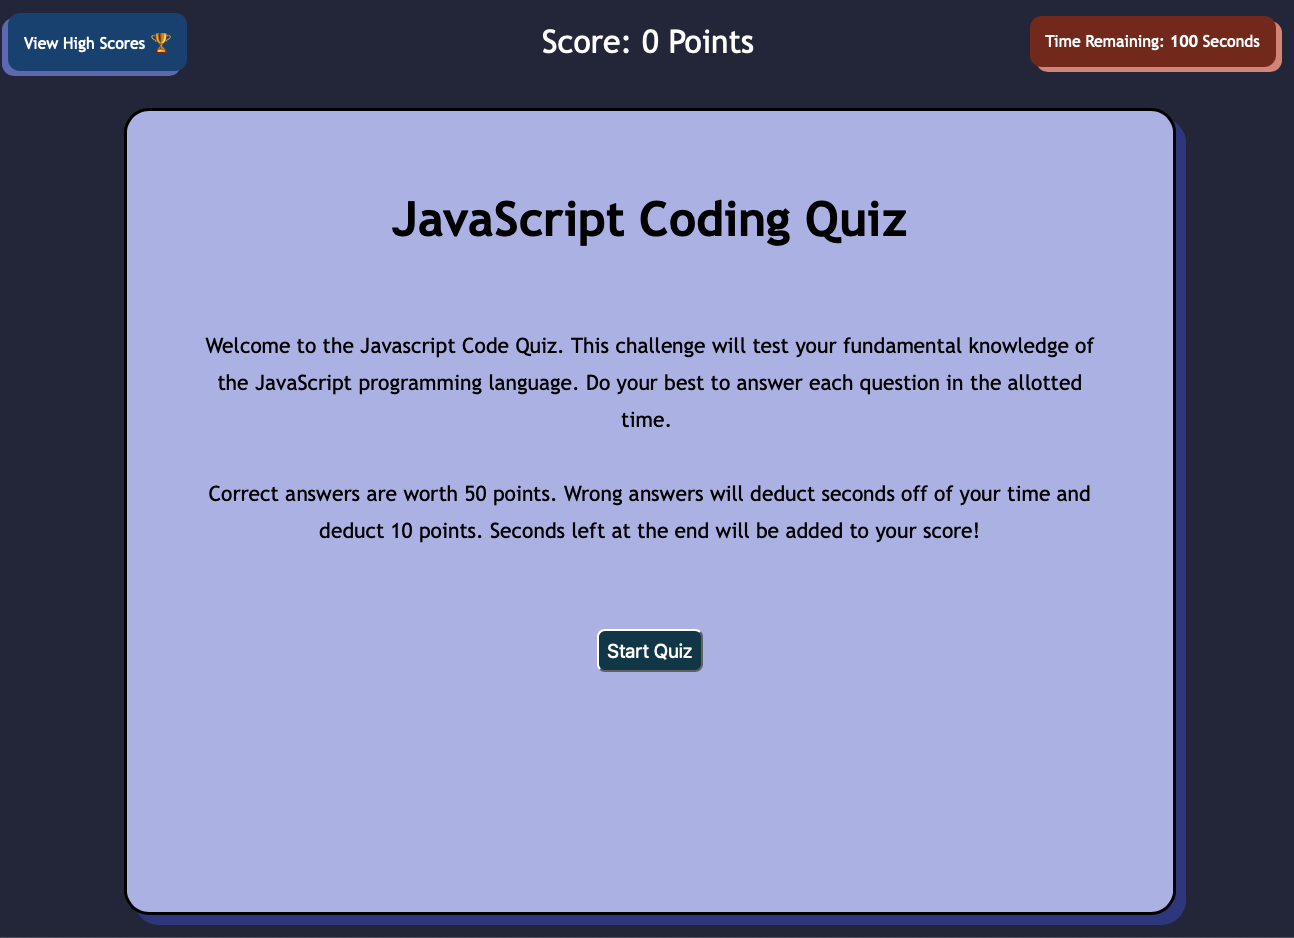 View High Scores 🏆
Score: 0 Points
Time Remaining: 100 Seconds
JavaScript Coding Quiz
Welcome to the Javascript Code Quiz. This challenge will test your fundamental knowledge of
the JavaScript programming language. Do your best to answer each question in the allotted
time.
Correct answers are worth 50 points. Wrong answers will deduct seconds off of your time and
deduct 10 points. Seconds left at the end will be added to your score!
Start Quiz